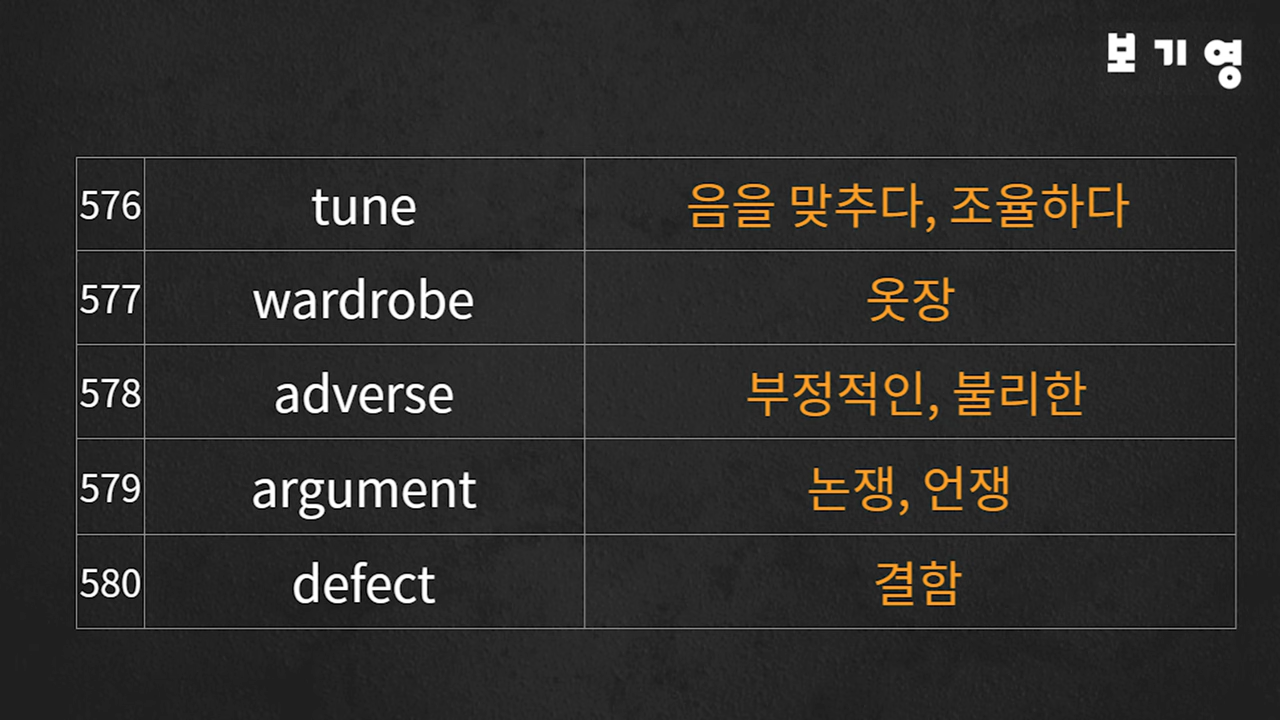 보기영
576 tune 음을 맞추다, 조율하다
577 wardrobe 옷장
578 adverse 부정적인, 불리한
579 argument 논쟁, 언쟁
580 defect 결함